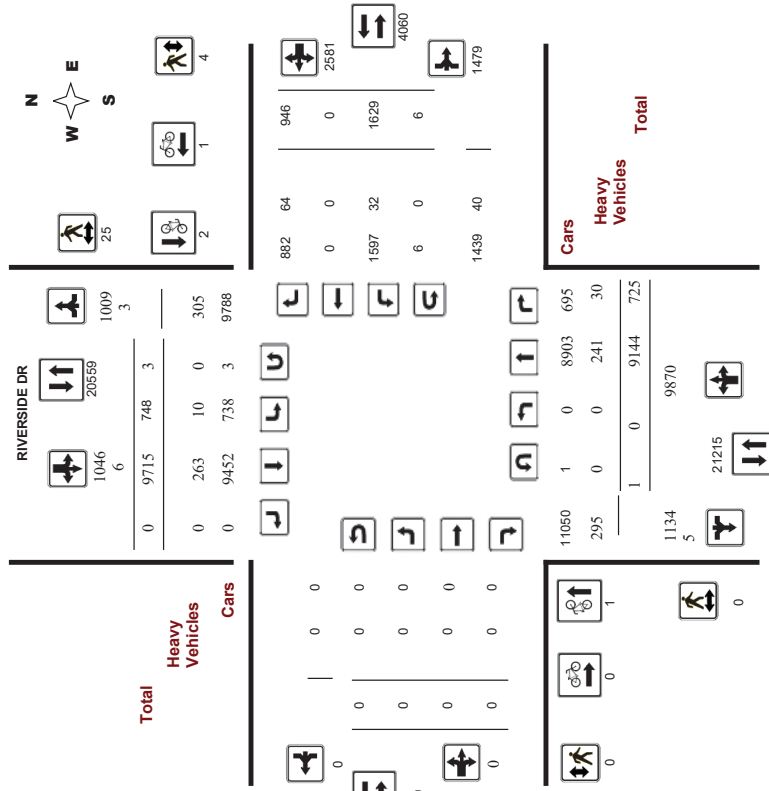 N
W E
S
4
1
25
2
RIVERSIDE DR
1046
6
20559
1009
3
0 9715 748 3
0 263 10 0 305
0 9452 738 3 9788
Total
Heavy
Vehicles
Cars
882 64 946
0 0 0
1597 32 1629
6 6
0
1439 40
2581
4060
1479
0 0
0 0 0
0 0 0
0 0 0
0 0 0
0
0
Cars
Heavy
Vehicles
Total
11050 1 0 8903 695
295 0 0 241 30
1 0 9144 725
1134
5
9870
21215
0
0
1
0